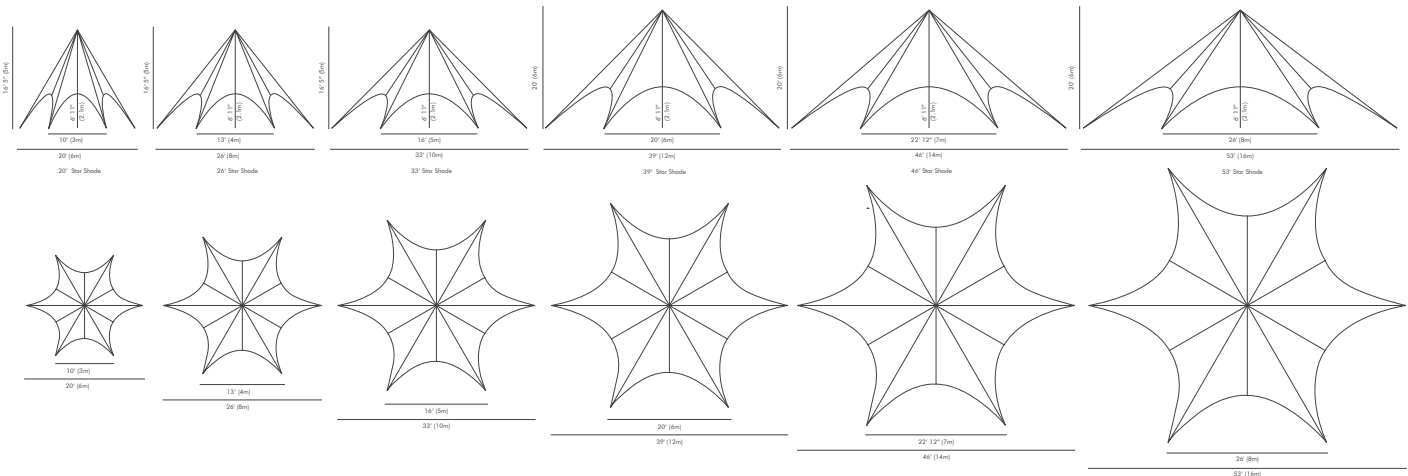 16' 5" (5m)
6' 11"
(2.1m)
10' (3m)
20' (6m)
20' Star Shade
16' 5" (5m)
6' 11"
(2.1m)
13' (4m)
26' (8m)
26' Star Shade
16' 5" (5m)
6' 11"
(2.1m)
16' (5m)
33' (10m)
33' Star Shade
20' (6m)
6' 11"
(2.1m)
20' (6m)
39' (12m)
39' Star Shade
20' (6m)
6' 11"
(2.1m)
22' 12" (7m)
46' (14m)
46' Star Shade
20' (6m)
6' 11"
(2.1m)
26' (8m)
53' (16m)
53' Star Shade
10' (3m)
20' (6m)
13' (4m)
26' (8m)
16' (5m)
33' (10m)
20' (6m)
39' (12m)
22' 12" (7m)
46' (14m)
26' (8m)
53' (16m)